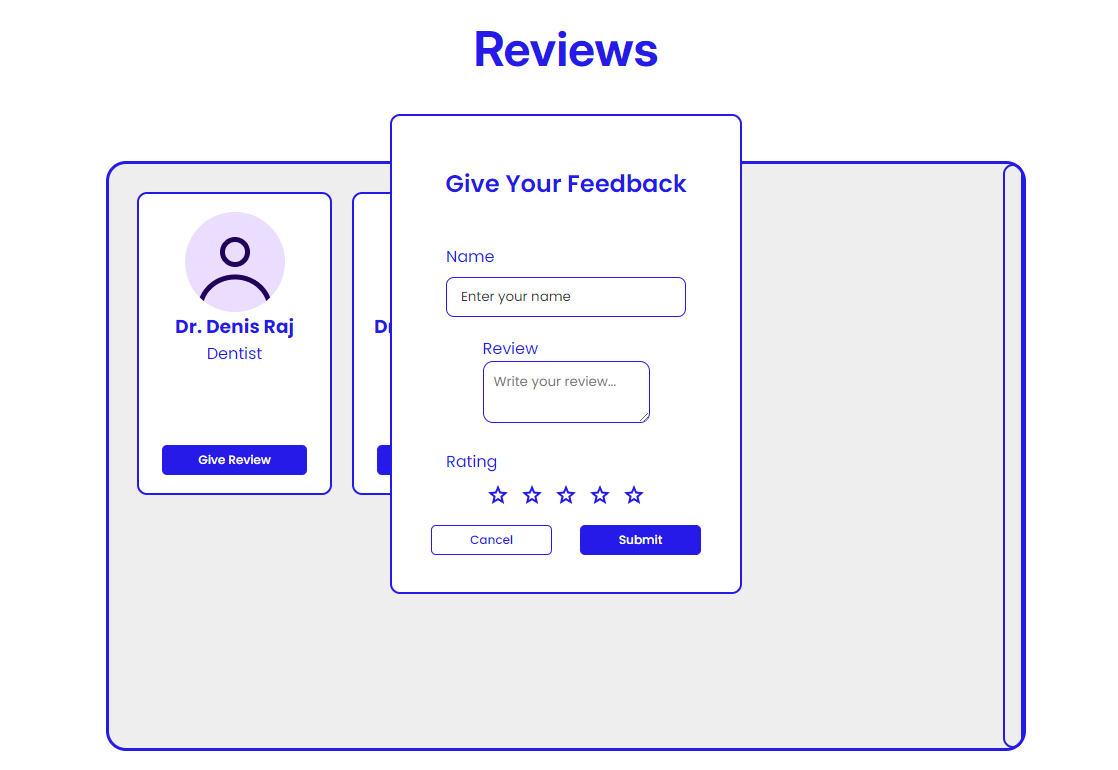 Reviews
Give Your Feedback
Name
Enter your name
Review
Write your review...
Rating
Cancel
Submit
Dr. Denis Raj
Dentist
Give Review